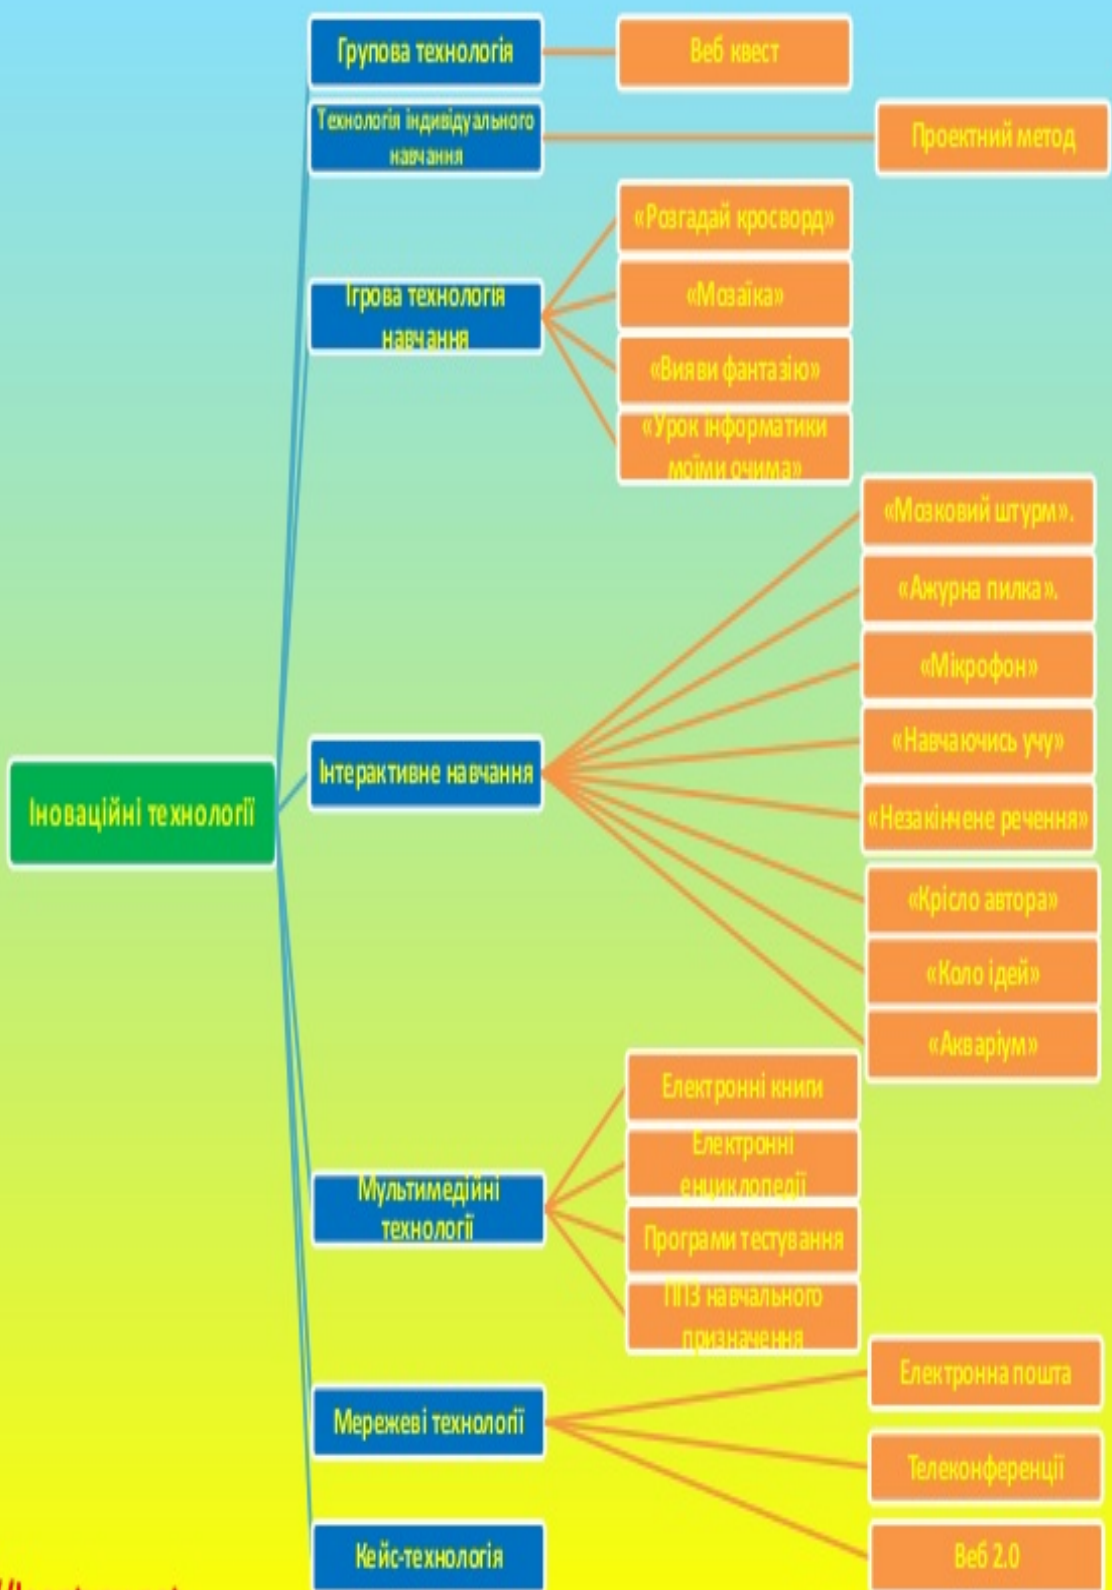 Групова технологія
Веб квест
Технологія індивідуального
навчання
Проектний метод
Ігрова технологія
навчання
«Розгадай кросворд»
«Мозаїка»
«Вияви фантазію»
«Урок інформатики
моїми очима»
Іноваційні технології
Інтерактивне навчання
«Мозковий штурм».
«Ажурна пилка».
«Мікрофон»
«Навчаючись учу»
«Незакінчене речення»
«Крісло автора»
«Коло ідей»
«Акваріум»
Мультимедійні
технології
Електронні книги
Електронні
енциклопедії
Програми тестування
ППЗ навчального
призначення
Мережеві технології
Електронна пошта
Телеконференції
Веб 2.0
Кейс-технологія